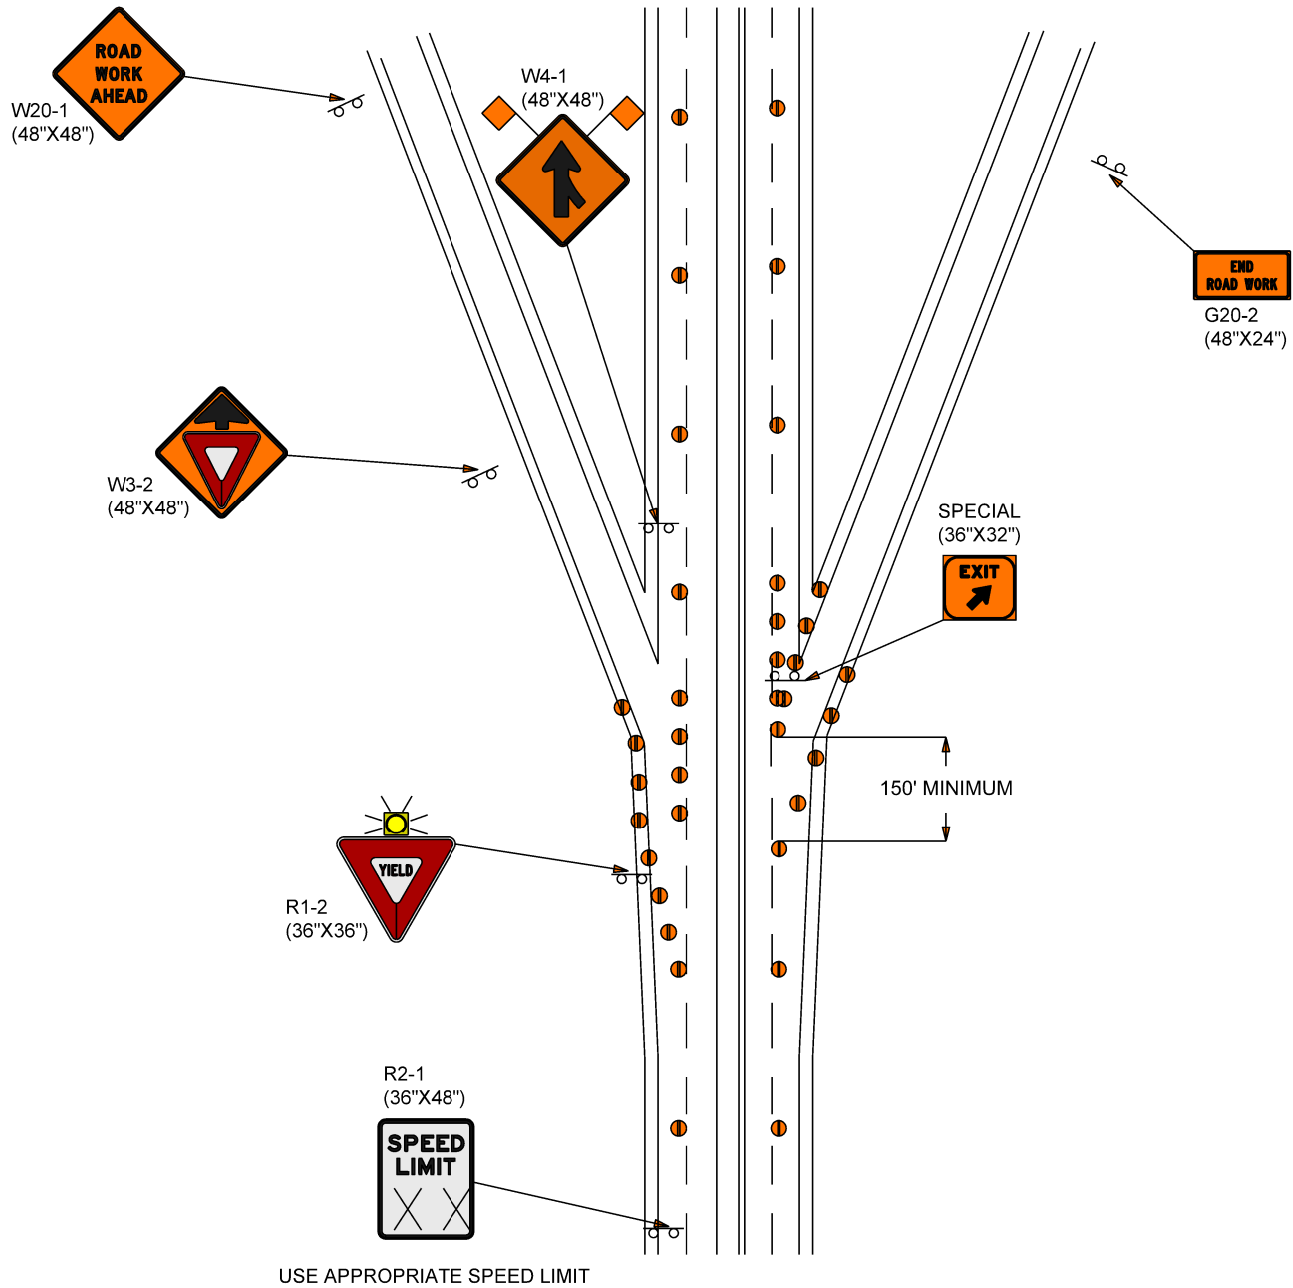 ROAD
WORK
AHEAD
W20-1
(48"X48")
W4-1
(48"X48")
END
ROAD WORK
G20-2
(48"X24")
W3-2
(48"X48")
SPECIAL
(36"X32")
EXIT
150' MINIMUM
YIELD
R1-2
(36"X36")
R2-1
(36"X48")
SPEED
LIMIT
X X
USE APPROPRIATE SPEED LIMIT